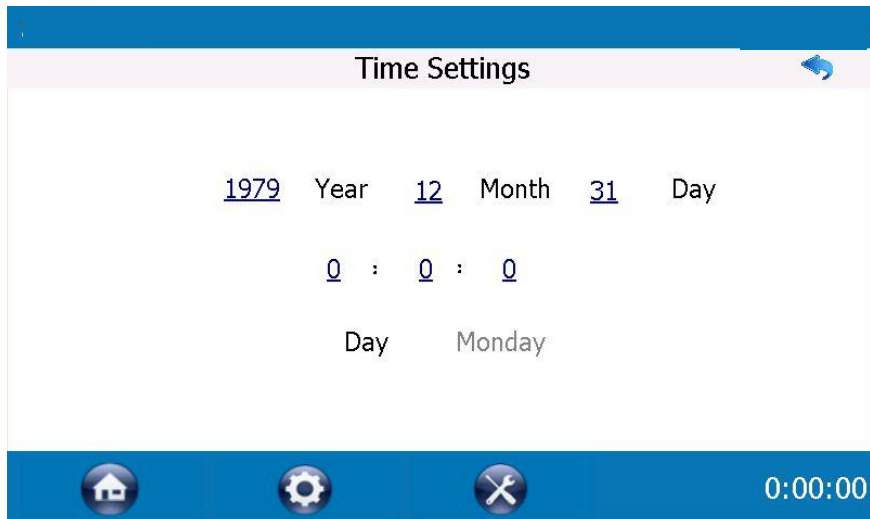 Time Settings
1979 Year 12 Month 31 Day
0 : 0 : 0
Day Monday
0:00:00